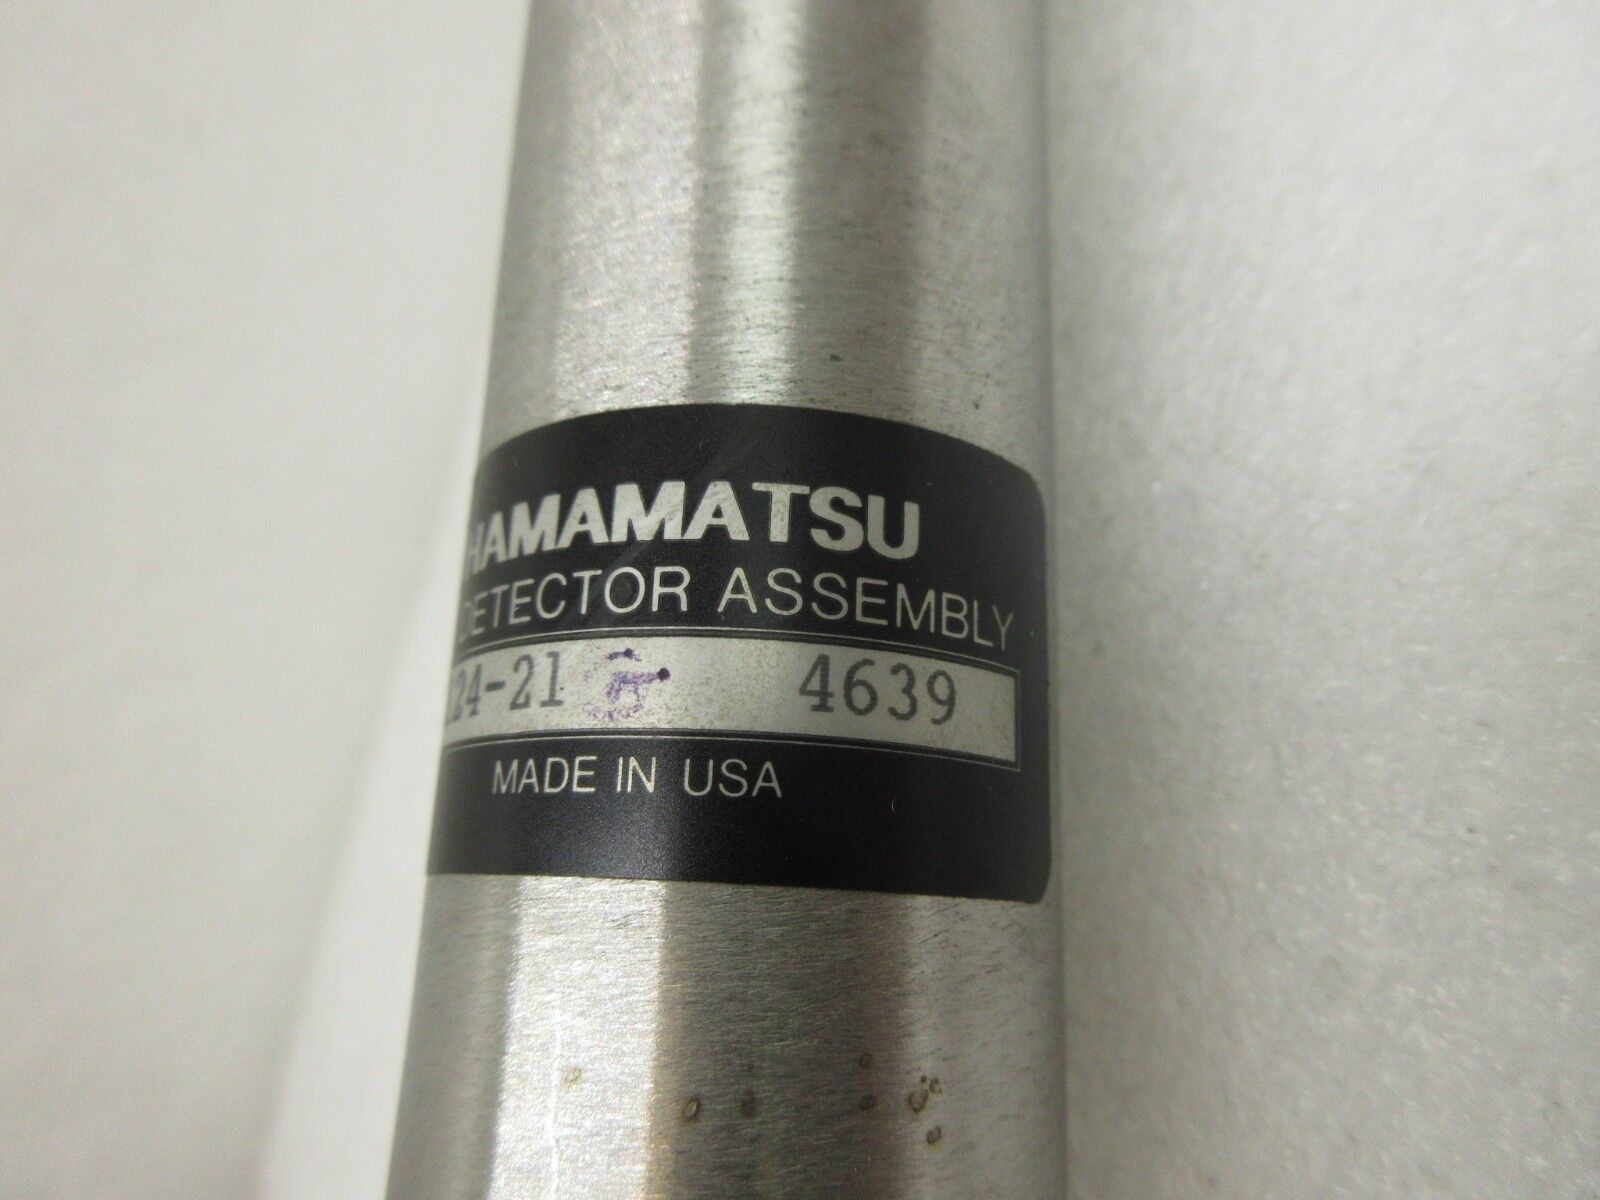 HAMAMATSU
DETECTOR ASSEMBLY
24-21 4639
MADE IN USA